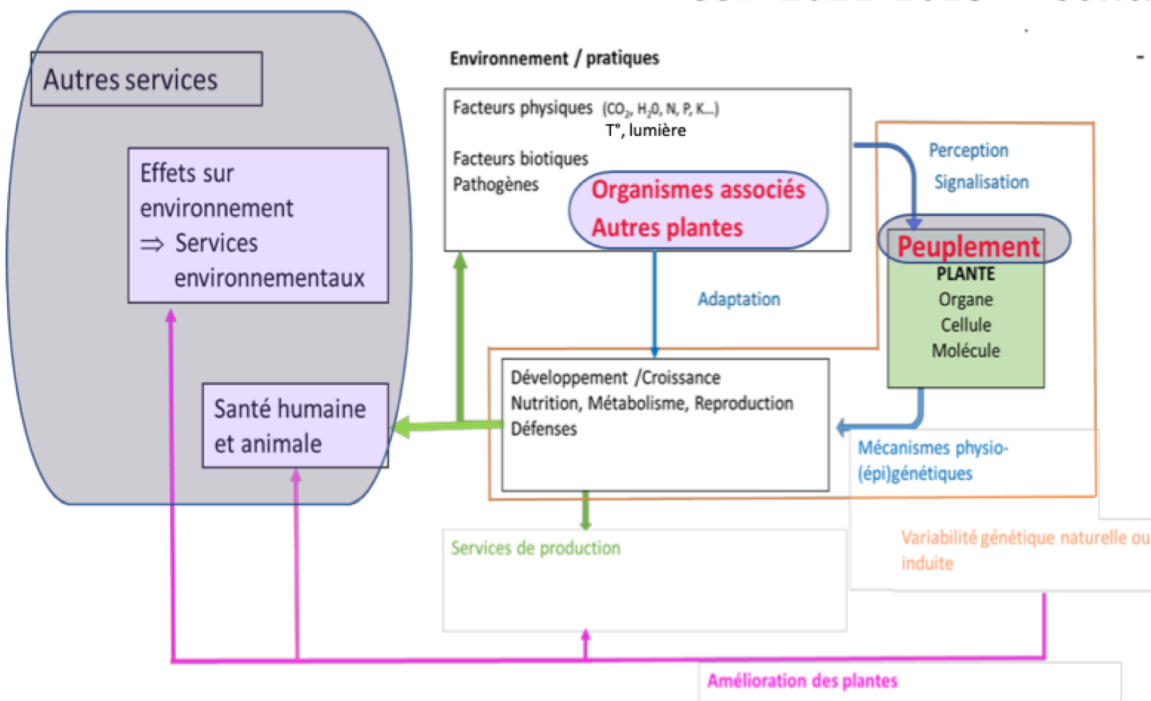 Autres services
Effets sur
environnement
⇒ Services
environnementaux
Santé humaine
et animale
Environnement / pratiques
-
Facteurs physiques (CO₂, H₂0, N, P, K...)
T°, lumière
Facteurs biotiques
Pathogènes
Organismes associés
Autres plantes
Perception
Signalisation
Peuplement
PLANTE
Organe
Cellule
Molécule
Adaptation
Développement /Croissance
Nutrition, Métabolisme, Reproduction
Défenses
Mécanismes physio-
(épi)génétiques
Services de production
Variabilité génétique naturelle ou
induite
Amélioration des plantes